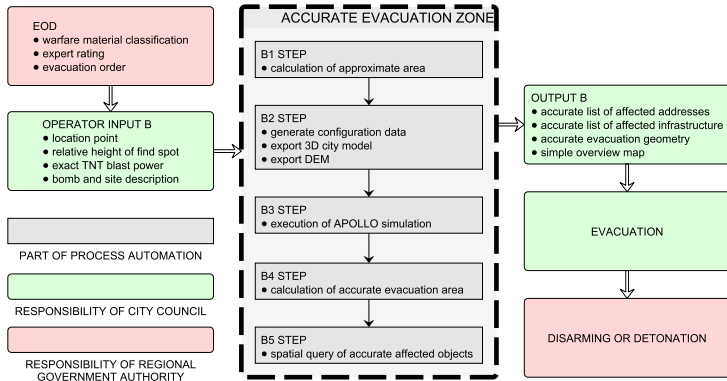 EOD
● warfare material classification
● expert rating
● evacuation order
OPERATOR INPUT B
● location point
● relative height of find spot
● exact TNT blast power
● bomb and site description
PART OF PROCESS AUTOMATION
RESPONSIBILITY OF CITY COUNCIL
RESPONSIBILITY OF REGIONAL
GOVERNMENT AUTHORITY
ACCURATE EVACUATION ZONE
B1 STEP
● calculation of approximate area
B2 STEP
● generate configuration data
● export 3D city model
● export DEM
B3 STEP
● execution of APOLLO simulation
B4 STEP
● calculation of accurate evacuation area
B5 STEP
● spatial query of accurate affected objects
OUTPUT B
● accurate list of affected addresses
● accurate list of affected infrastructure
● accurate evacuation geometry
● simple overview map
EVACUATION
DISARMING OR DETONATION